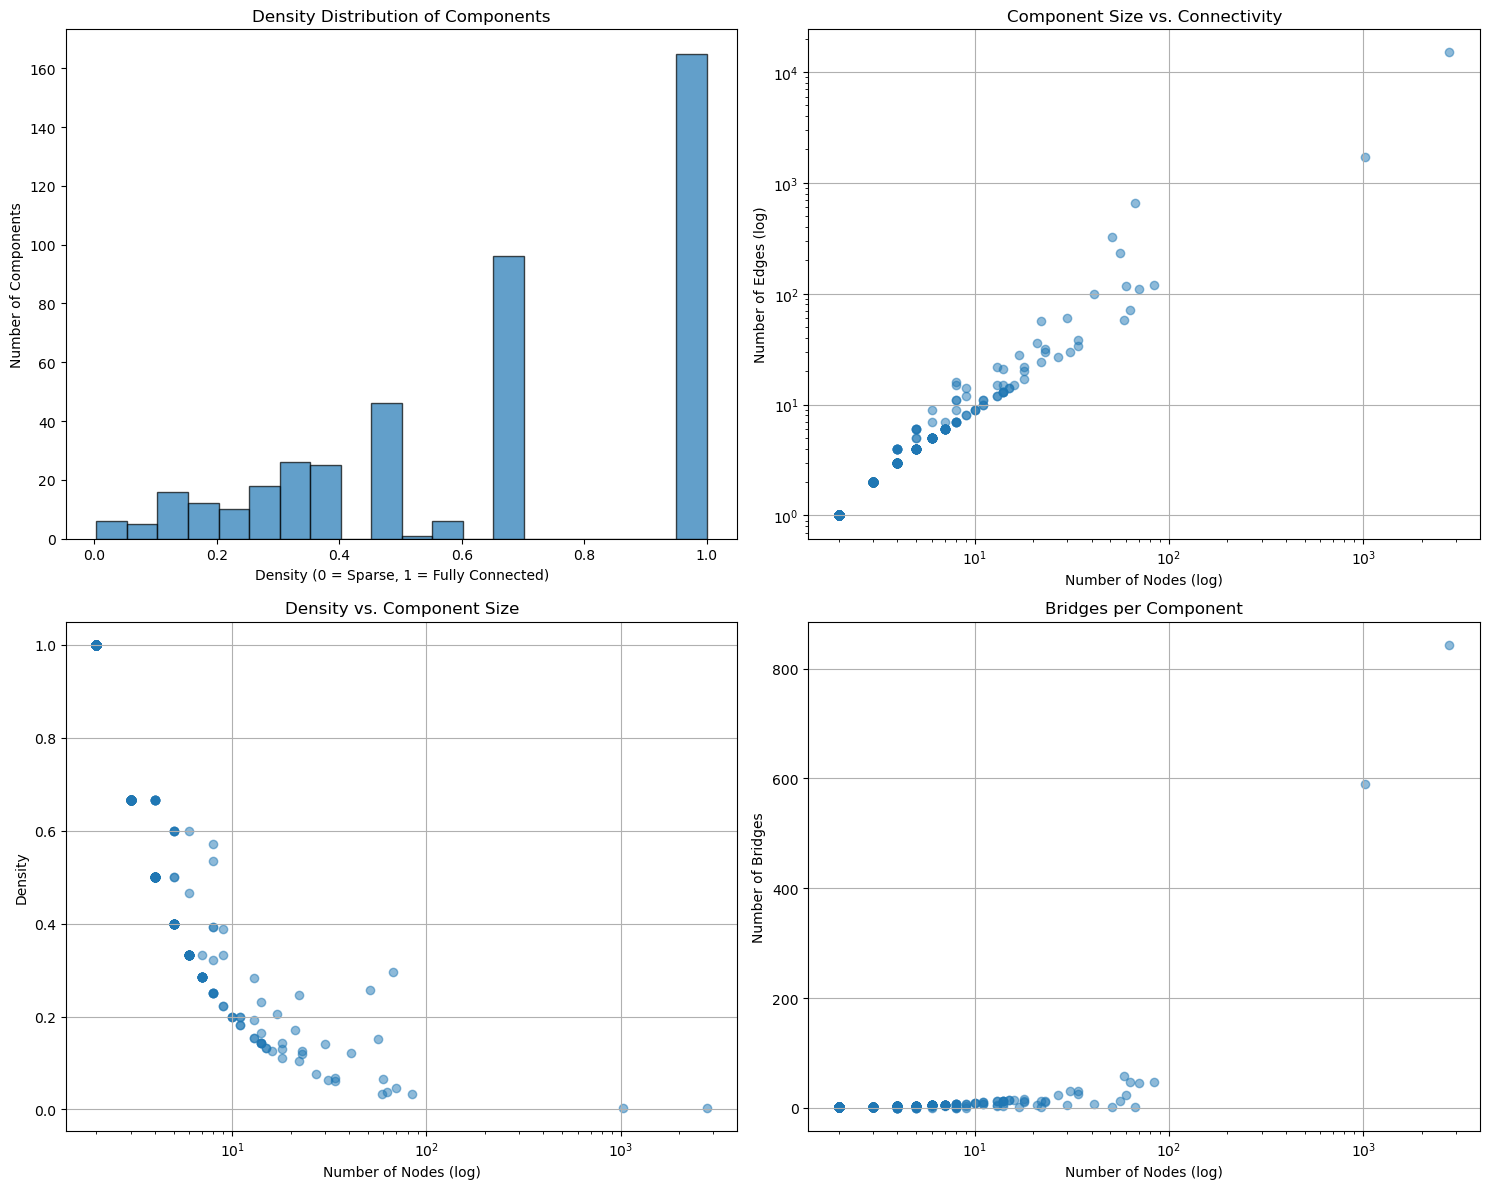 Density Distribution of Components
Number of Components
0
20
40
60
80
100
120
140
160
0.0 0.2 0.4 0.6 0.8 1.0
Density (0 = Sparse, 1 = Fully Connected)
Component Size vs. Connectivity
Number of Edges (log)
10⁴
10³
10²
10¹
10⁰
10¹ 10² 10³
Number of Nodes (log)
Density vs. Component Size
Density
1.0
0.8
0.6
0.4
0.2
0.0
10¹ 10² 10³
Number of Nodes (log)
Bridges per Component
Number of Bridges
800
600
400
200
0
10¹ 10² 10³
Number of Nodes (log)